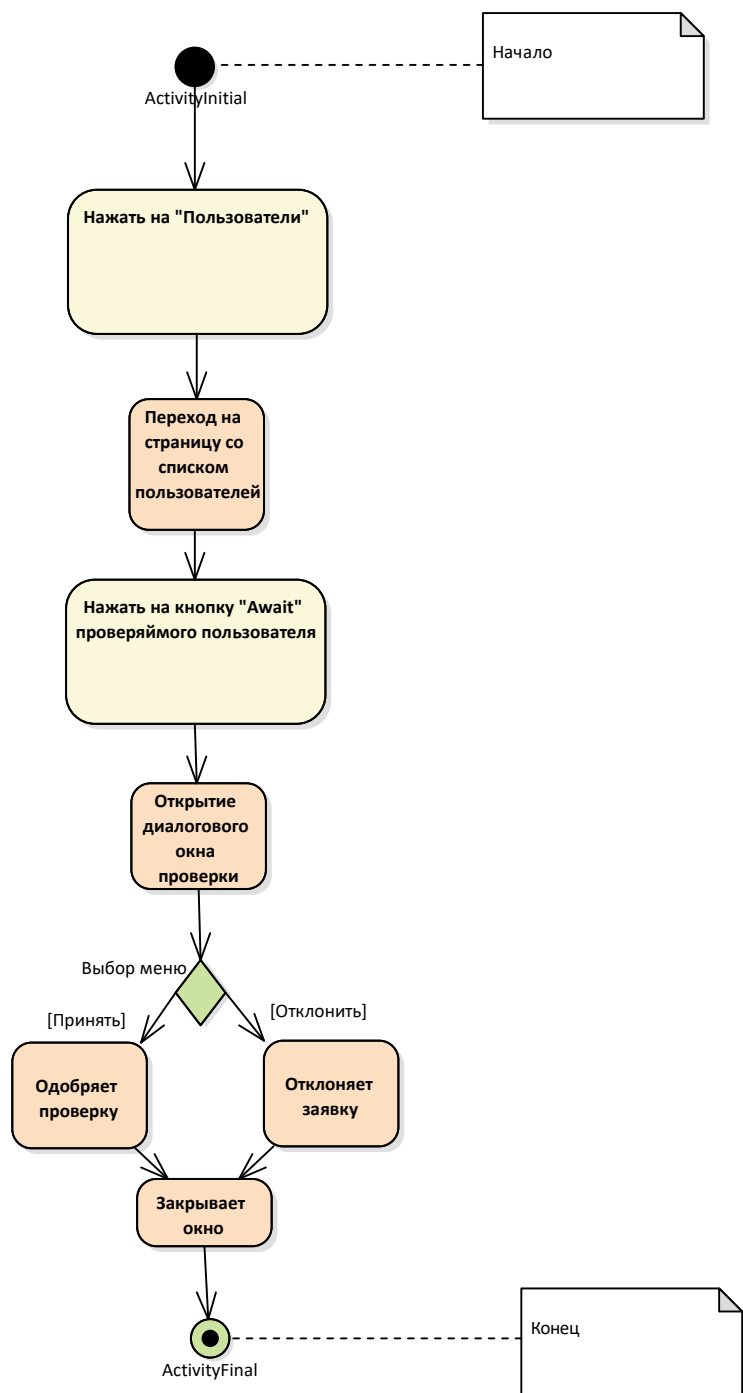 Начало
ActivityInitial
Нажать на "Пользователи"
Переход на
страницу со
списком
пользователей
Нажать на кнопку "Await"
проверяймого пользователя
Открытие
диалогового
окна
проверки
Выбор меню
[Принять]
[Отклонить]
Одобряет
проверку
Отклоняет
заявку
Закрывает
окно
Конец
ActivityFinal